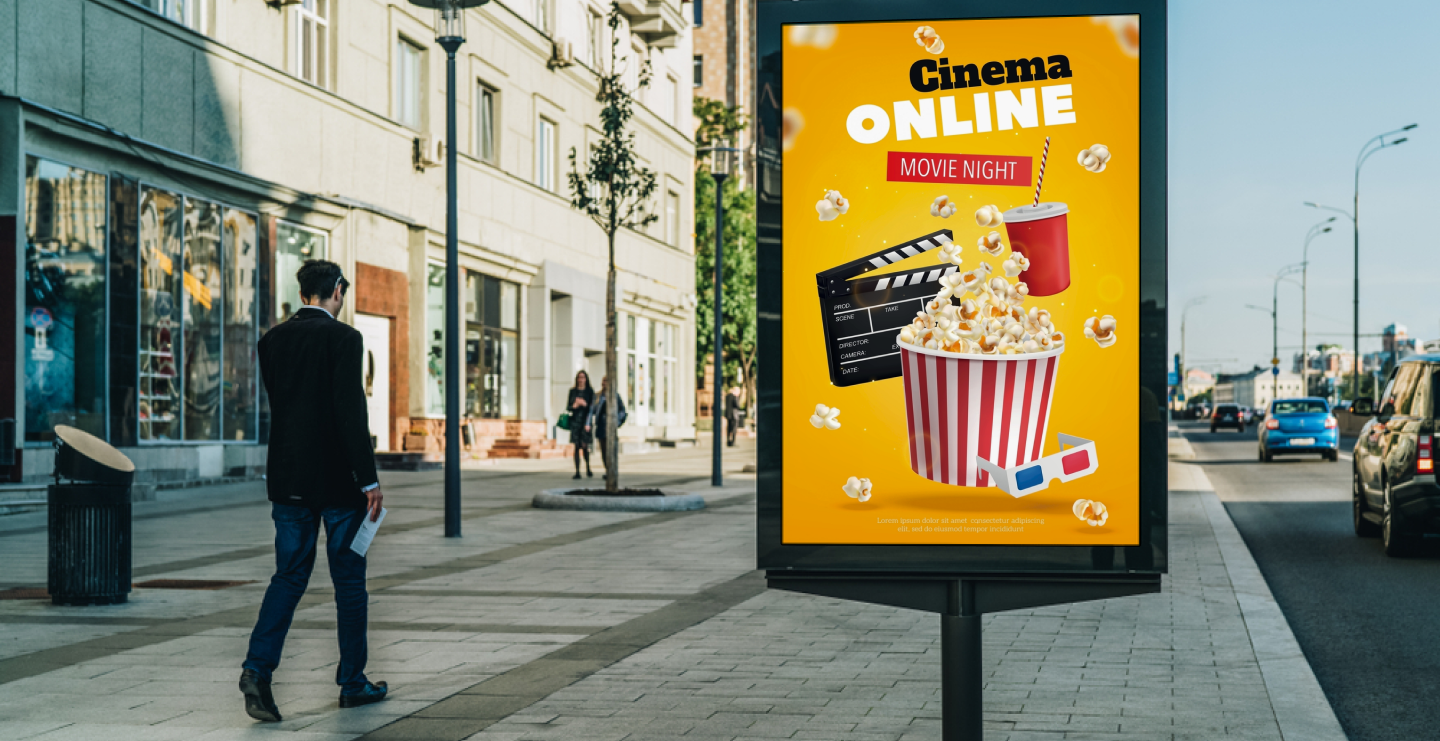 Cinema
ONLINE
MOVIE NIGHT
PROD.
SCENE TAKE
DIRECTOR:
CAMERA:
DATE:
Lorem ipsum dolor sit amet consectetur adipiscing
elit, sed do eiusmod tempor incididunt